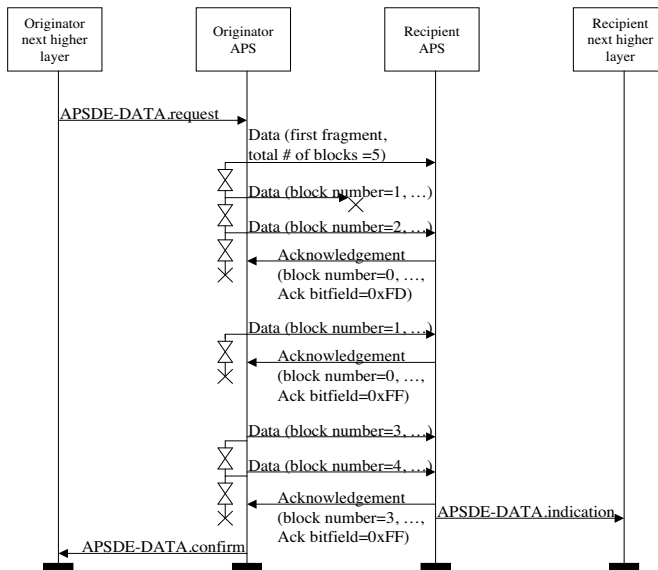 Originator
next higher
layer
Originator
APS
Recipient
APS
Recipient
next higher
layer
APSDE-DATA.request
Data (first fragment,
total # of blocks =5)
Data (block number=1, …)
Data (block number=2, …)
Acknowledgement
(block number=0, …,
Ack bitfield=0xFD)
Data (block number=1, …)
Acknowledgement
(block number=0, …,
Ack bitfield=0xFF)
Data (block number=3, …)
Data (block number=4, …)
Acknowledgement
(block number=3, …,
Ack bitfield=0xFF)
APSDE-DATA.indication
APSDE-DATA.confirm